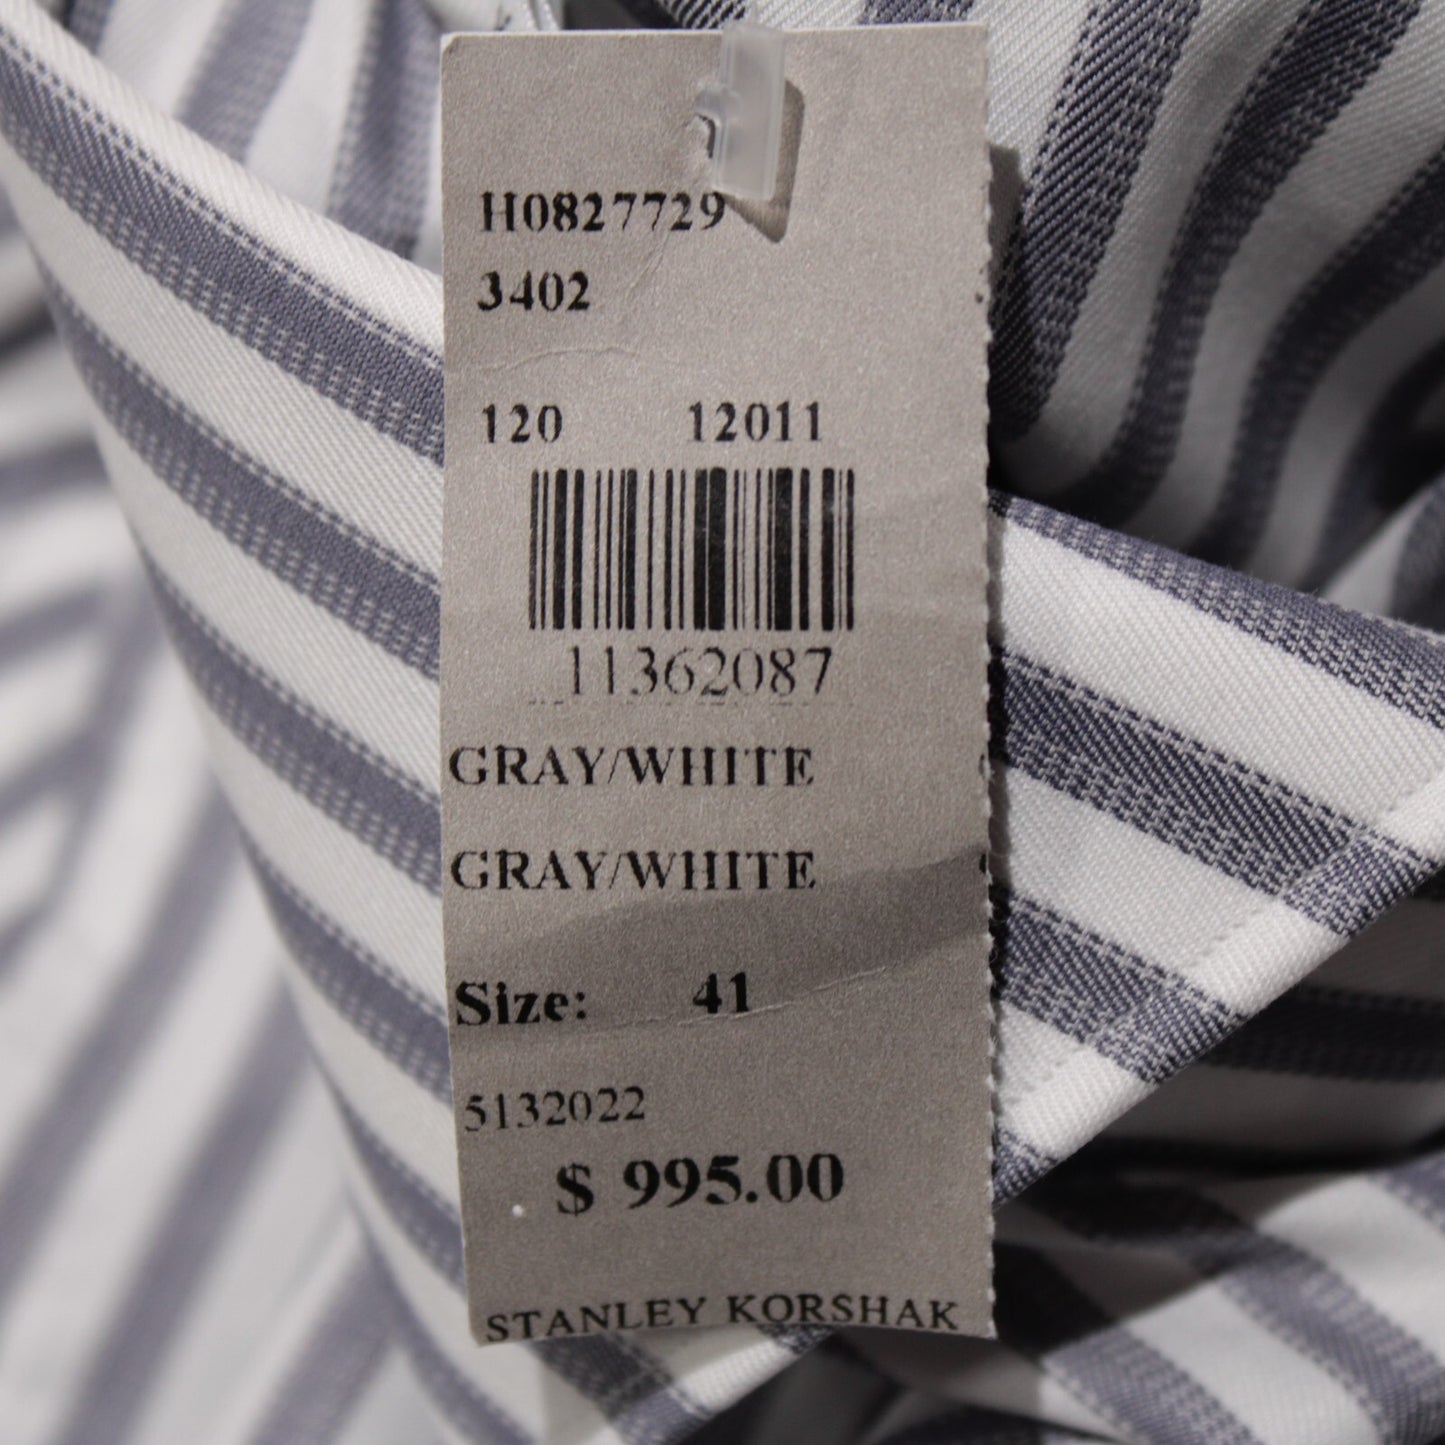 H0827729
3402
120 12011
11362087
GRAY/WHITE
GRAY/WHITE
Size: 41
5132022
$ 995.00
STANLEY KORSHAK